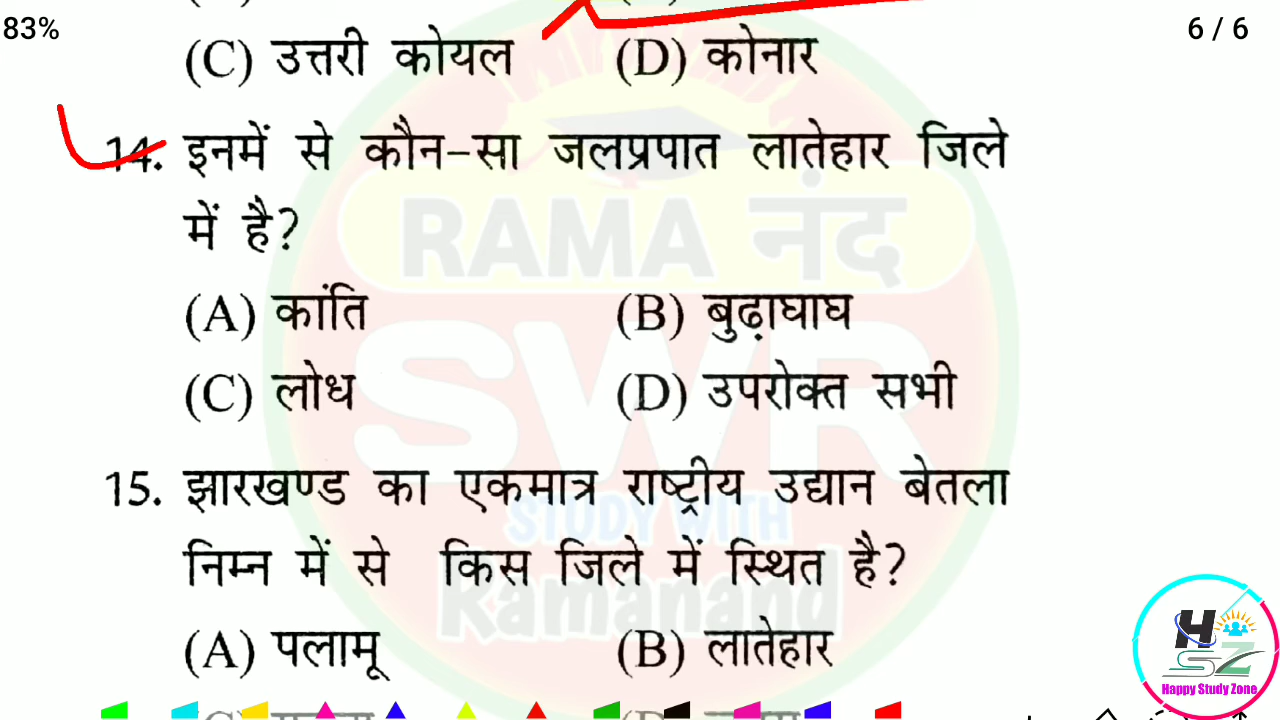 83%
6 / 6
(C) उत्तरी कोयल (D) कोनार
14. इनमें से कौन-सा जलप्रपात लातेहार जिले
में है?
(A) कांति (B) बुढ़ाघाघ
(C) लोध (D) उपरोक्त सभी
15. झारखण्ड का एकमात्र राष्ट्रीय उद्यान बेतला
निम्न में से किस जिले में स्थित है?
(A) पलामू (B) लातेहार
RAMA नंद
SWR
STUDY WITH
Ramanand
HSZ
Happy Study Zone